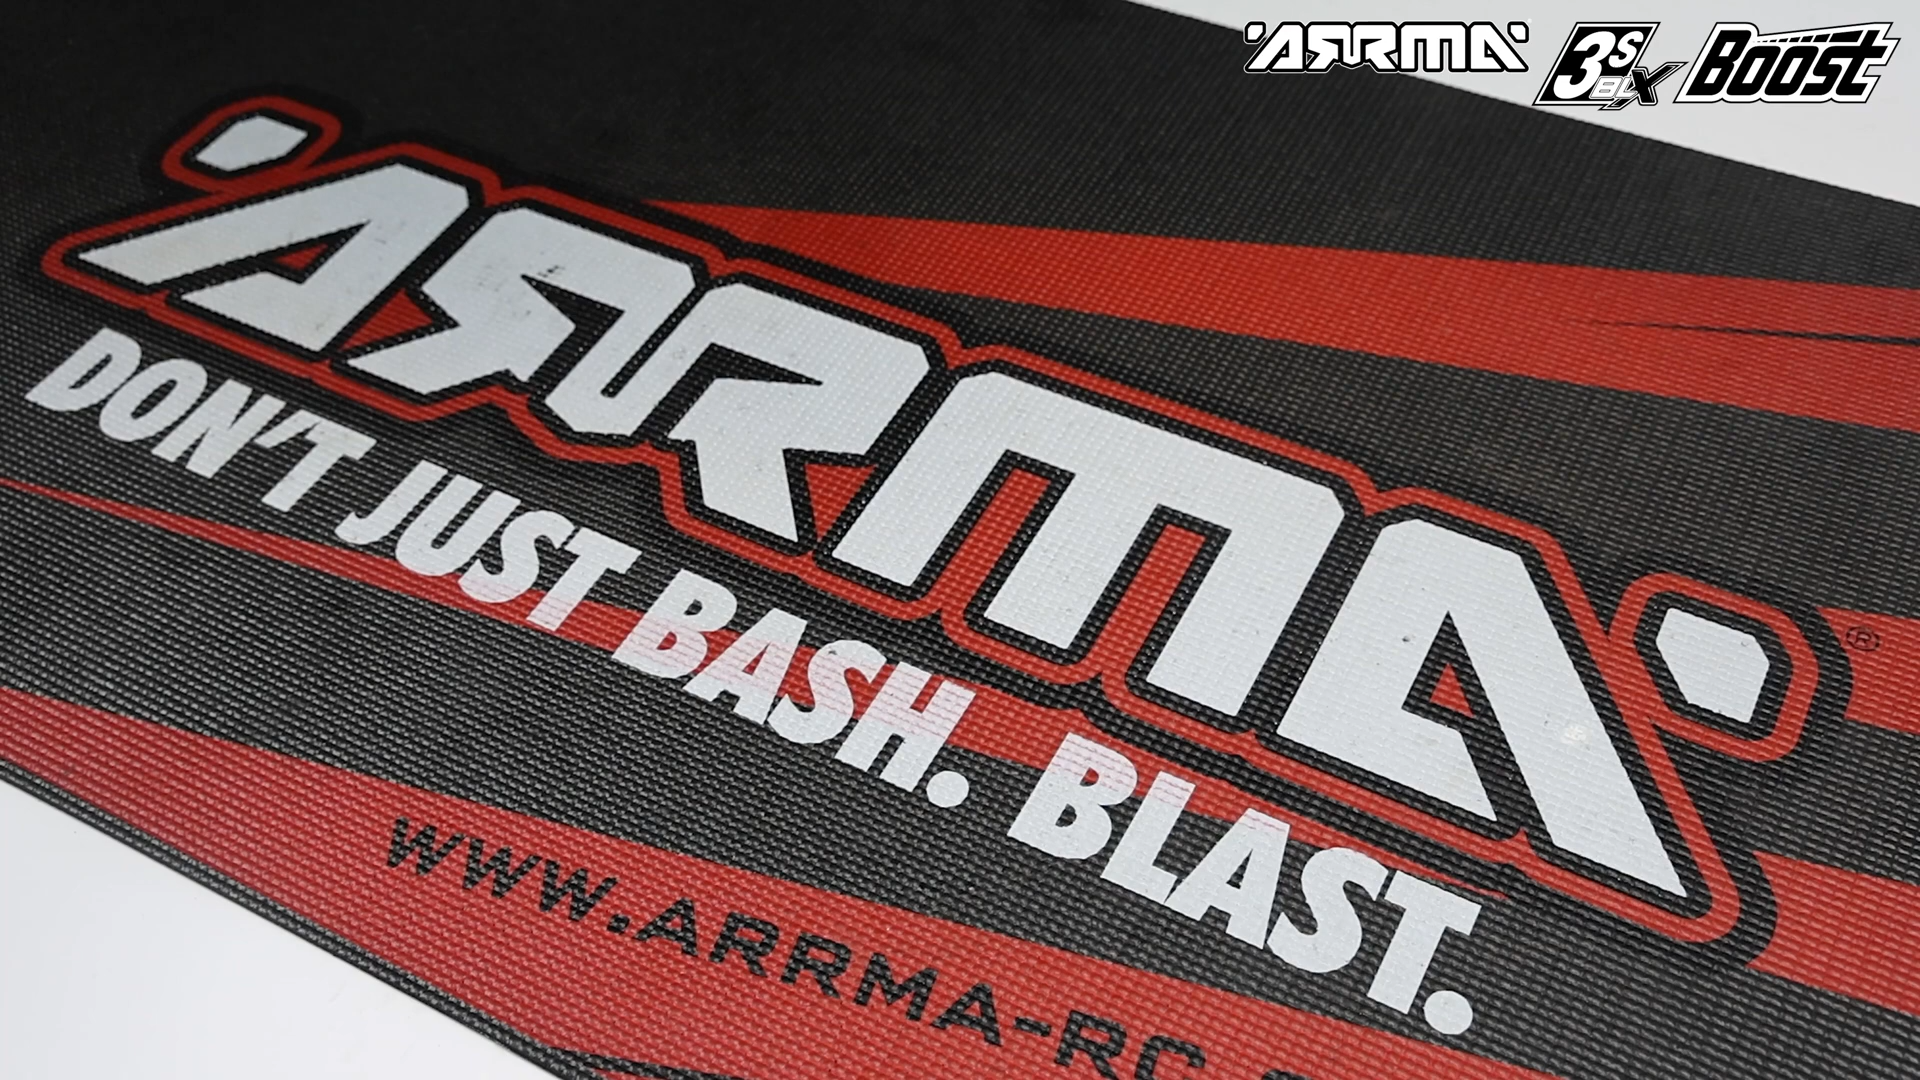 ARRMA 3S BLX Boost
ARRMA
DON'T JUST BASH. BLAST.
®
WWW.ARRMA-RC